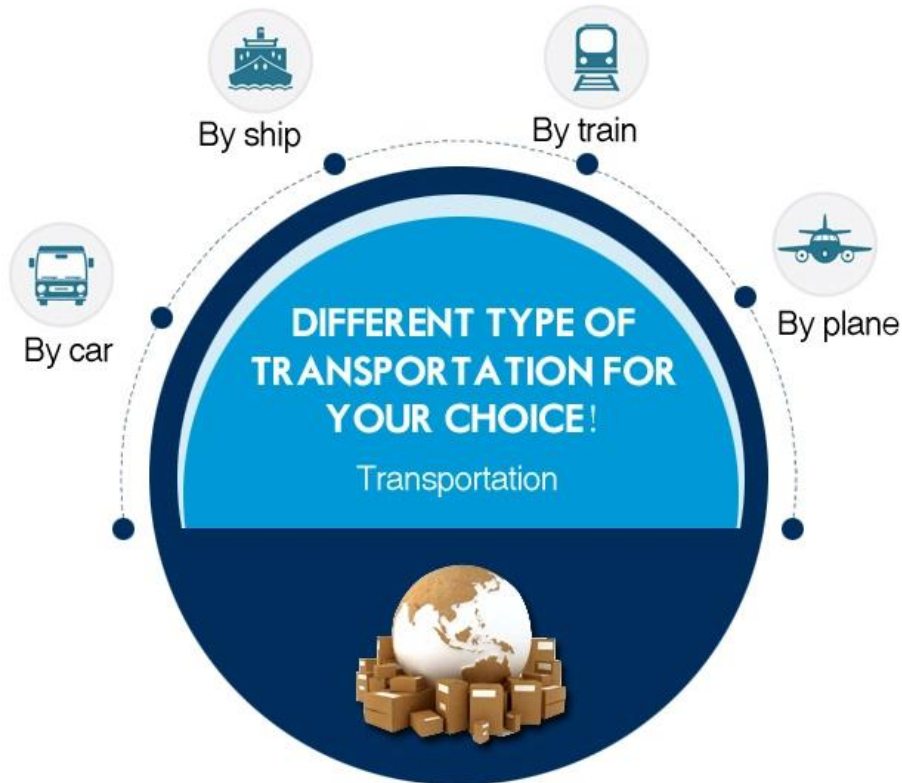 By ship
By train
By car
By plane
DIFFERENT TYPE OF
TRANSPORTATION FOR
YOUR CHOICE!
Transportation